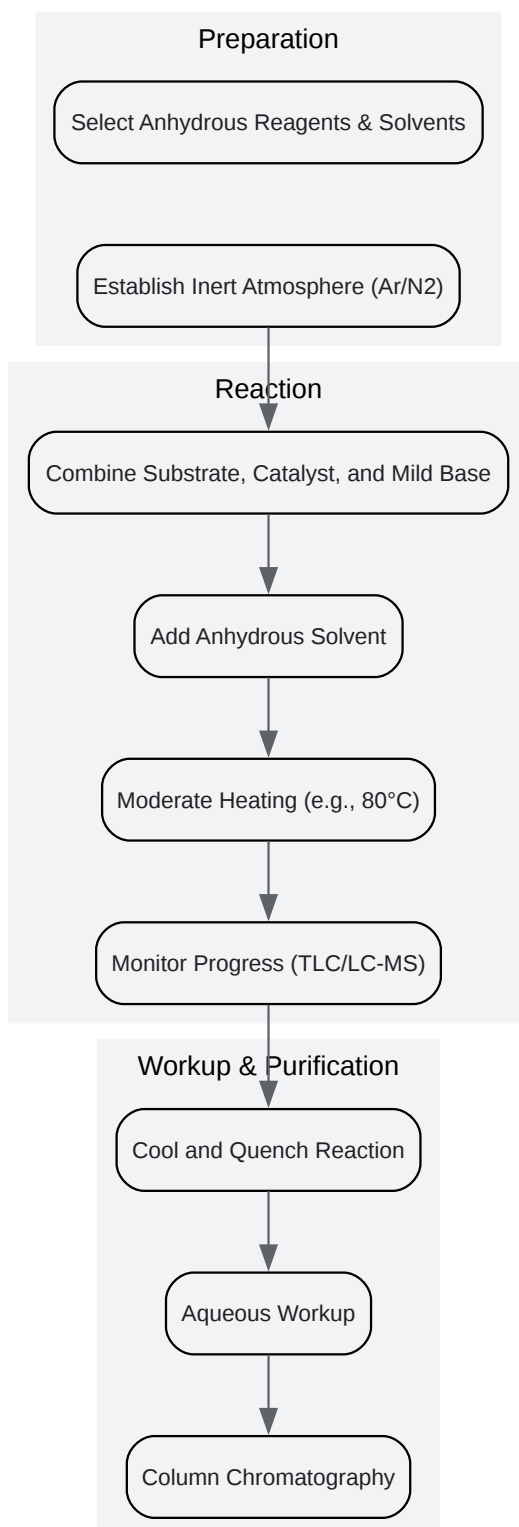 Preparation
Select Anhydrous Reagents & Solvents
Establish Inert Atmosphere (Ar/N2)
Reaction
Combine Substrate, Catalyst, and Mild Base
Add Anhydrous Solvent
Moderate Heating (e.g., 80°C)
Monitor Progress (TLC/LC-MS)
Workup & Purification
Cool and Quench Reaction
Aqueous Workup
Column Chromatography